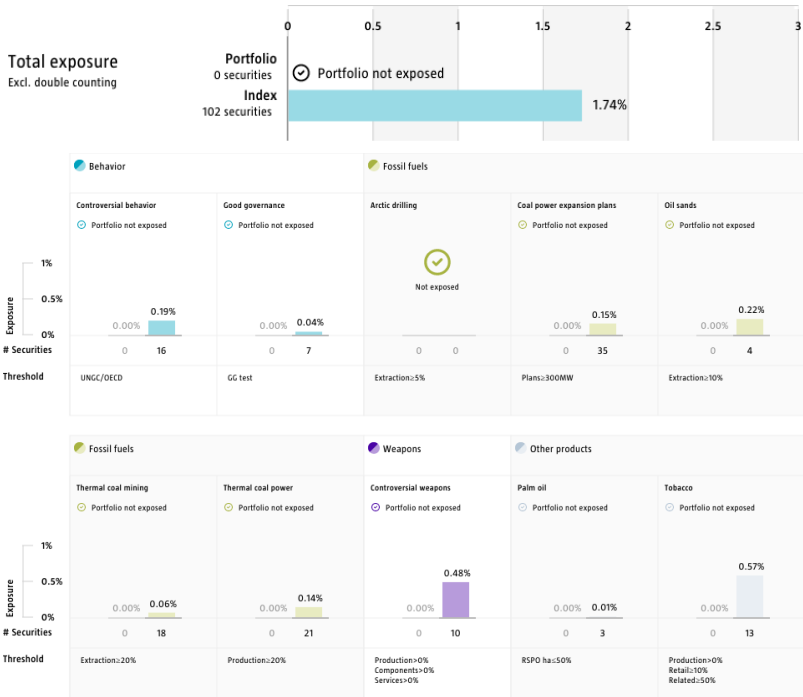 0 0.5 1 1.5 2 2.5 3
Total exposure
Excl. double counting
Portfolio
0 securities
Portfolio not exposed
Index
102 securities
1.74%
Behavior
Fossil fuels
Controversial behavior
Good governance
Arctic drilling
Coal power expansion plans
Oil sands
Portfolio not exposed
Portfolio not exposed
Portfolio not exposed
Portfolio not exposed
Not exposed
Exposure
1%
0.5%
0%
0.00% 0.19%
0.00% 0.04%
0.00% 0.15%
0.00% 0.22%
# Securities 0 16 0 7 0 0 0 35 0 4
Threshold
UNGC/OECD
GG test
Extraction≥5%
Plans≥300MW
Extraction≥10%
Fossil fuels
Weapons
Other products
Thermal coal mining
Thermal coal power
Controversial weapons
Palm oil
Tobacco
Portfolio not exposed
Portfolio not exposed
Portfolio not exposed
Portfolio not exposed
Portfolio not exposed
Exposure
1%
0.5%
0%
0.00% 0.06%
0.00% 0.14%
0.00% 0.48%
0.00% 0.01%
0.00% 0.57%
# Securities 0 18 0 21 0 10 0 3 0 13
Threshold
Extraction≥20%
Production≥20%
Production>0%
Components>0%
Services>0%
RSPO ha≤50%
Production>0%
Retail≥10%
Related≥50%